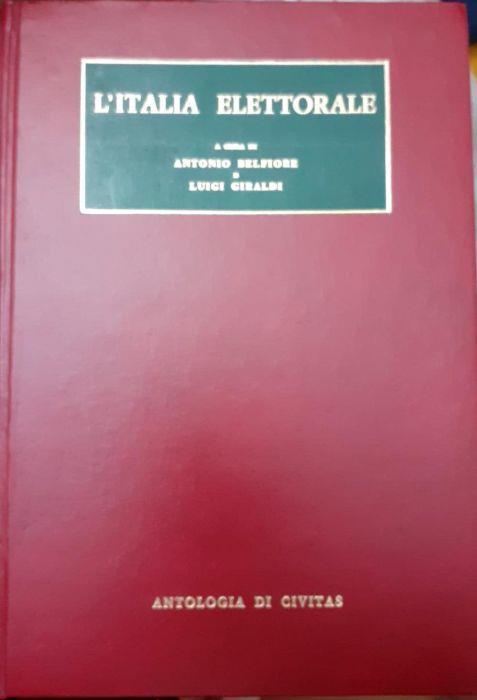 L'ITALIA ELETTORALE
A CURA DI
ANTONIO BELFIORE
E
LUIGI GIRALDI
ANTOLOGIA DI CIVITAS